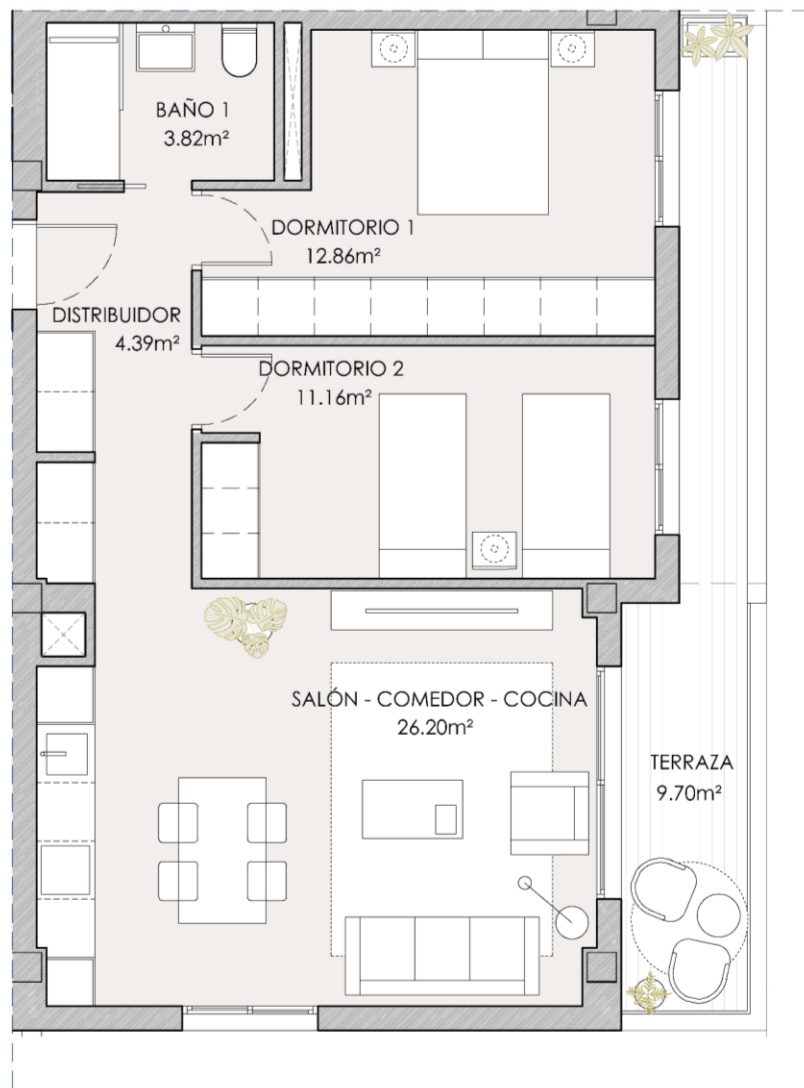 BAÑO 1
3.82m²
DORMITORIO 1
12.86m²
DISTRIBUIDOR
4.39m²
DORMITORIO 2
11.16m²
SALÓN - COMEDOR - COCINA
26.20m²
TERRAZA
9.70m²